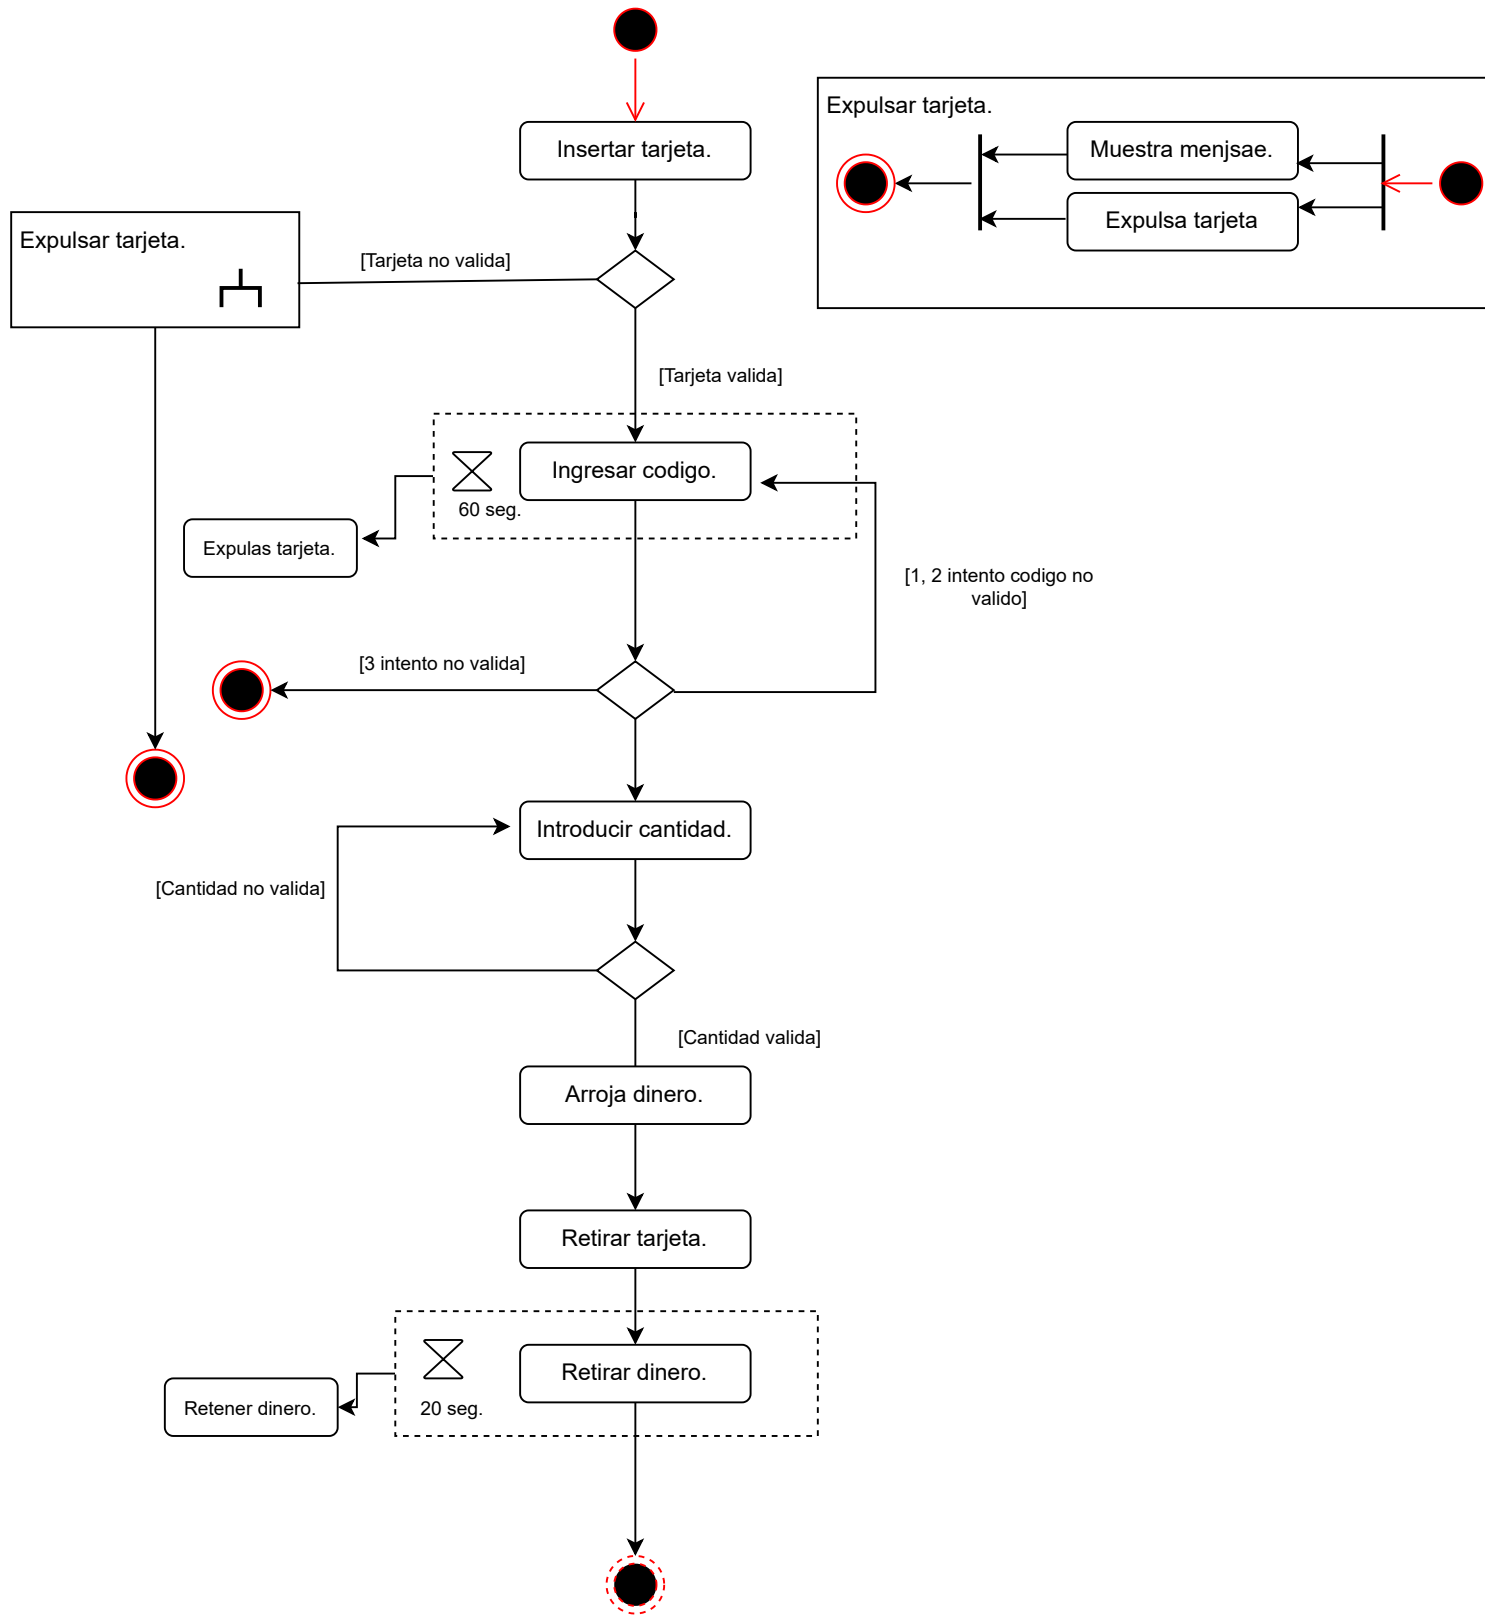 Expulsar tarjeta.
Insertar tarjeta.
Muestra menjsae.
Expulsa tarjeta
Expulsar tarjeta.
[Tarjeta no valida]
[Tarjeta valida]
Ingresar codigo.
60 seg.
Expulas tarjeta.
[1, 2 intento codigo no
valido]
[3 intento no valida]
Introducir cantidad.
[Cantidad no valida]
[Cantidad valida]
Arroja dinero.
Retirar tarjeta.
Retirar dinero.
20 seg.
Retener dinero.